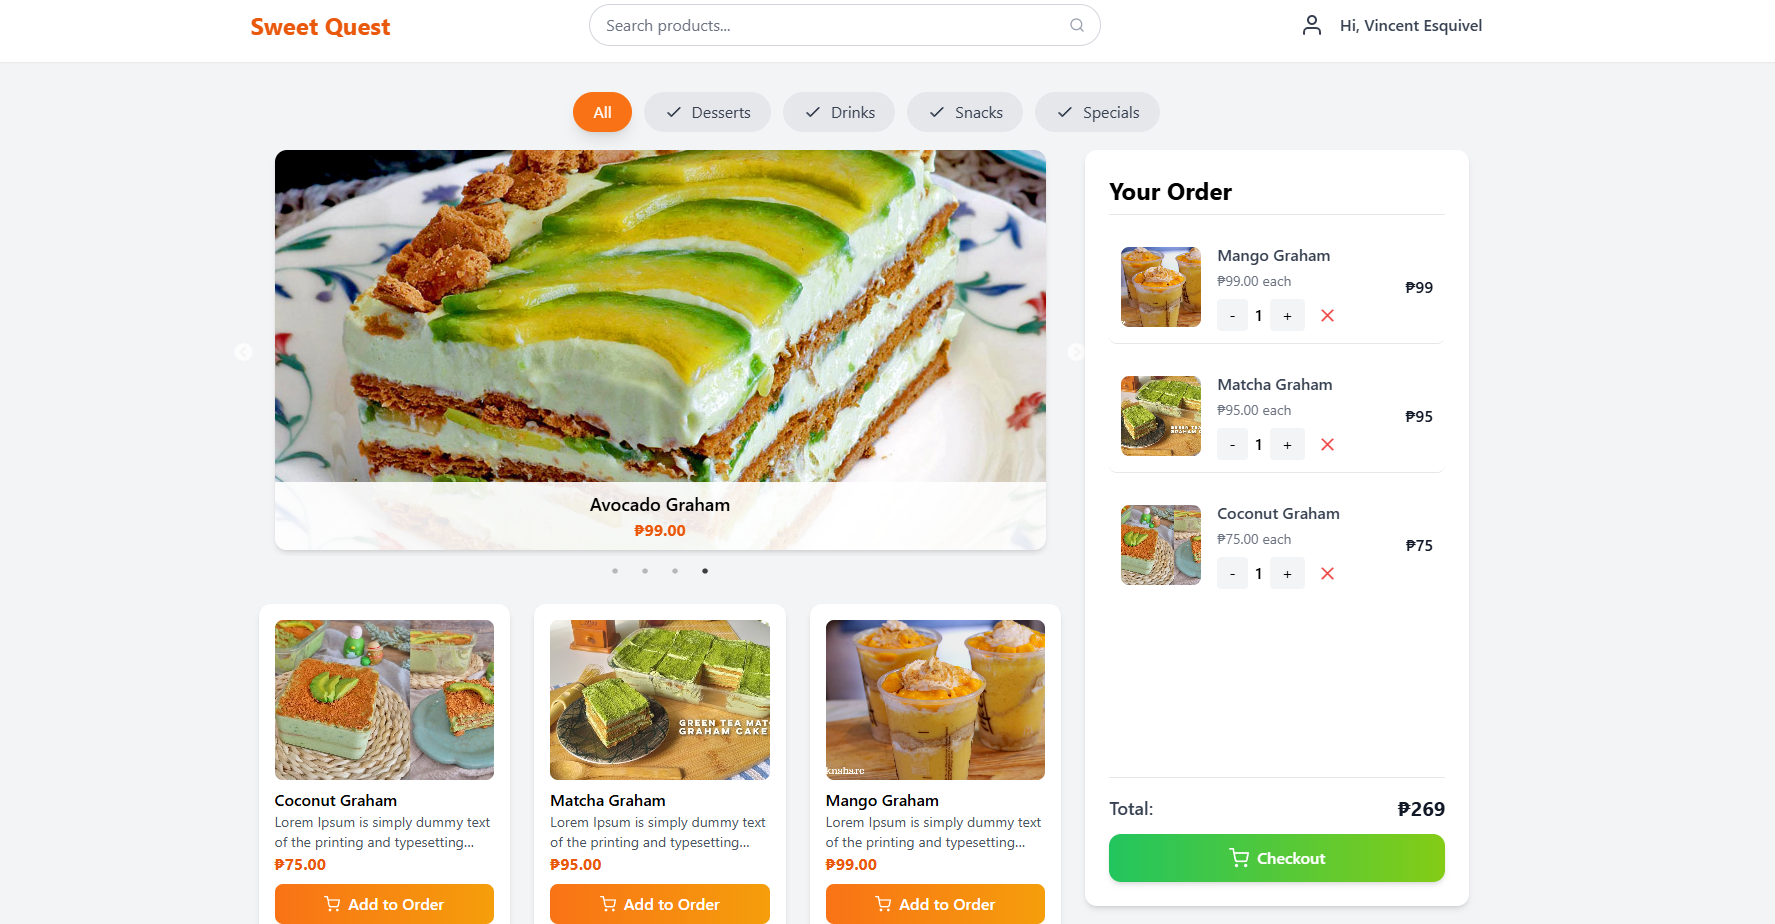 Sweet Quest
Search products...
Hi, Vincent Esquivel
All
Desserts
Drinks
Snacks
Specials
Avocado Graham
₱99.00
Coconut Graham
Lorem Ipsum is simply dummy text
of the printing and typesetting...
₱75.00
Add to Order
GREEN TEA MAT
GRAHAM CAKE
Matcha Graham
Lorem Ipsum is simply dummy text
of the printing and typesetting...
₱95.00
Add to Order
knshare
Mango Graham
Lorem Ipsum is simply dummy text
of the printing and typesetting...
₱99.00
Add to Order
Your Order
Mango Graham
₱99.00 each
- 1 +
₱99
Matcha Graham
₱95.00 each
- 1 +
₱95
Coconut Graham
₱75.00 each
- 1 +
₱75
Total:
₱269
Checkout